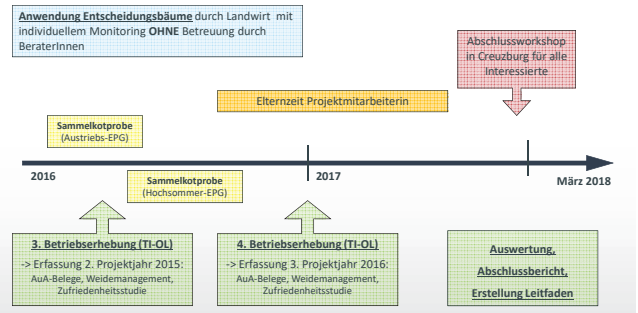 Anwendung Entscheidungsbäume durch Landwirt mit
individuellem Monitoring OHNE Betreuung durch
BeraterInnen
Abschlussworkshop
in Creuzburg für alle
Interessierte
Elternzeit Projektmitarbeiterin
Sammelkotprobe
(Austriebs-EPG)
2016
Sammelkotprobe
(Hochsommer-EPG)
2017
März 2018
3. Betriebserhebung (TI-OL)
-> Erfassung 2. Projektjahr 2015:
AuA-Belege, Weidemanagement,
Zufriedenheitsstudie
4. Betriebserhebung (TI-OL)
-> Erfassung 3. Projektjahr 2016:
AuA-Belege, Weidemanagement,
Zufriedenheitsstudie
Auswertung,
Abschlussbericht,
Erstellung Leitfaden